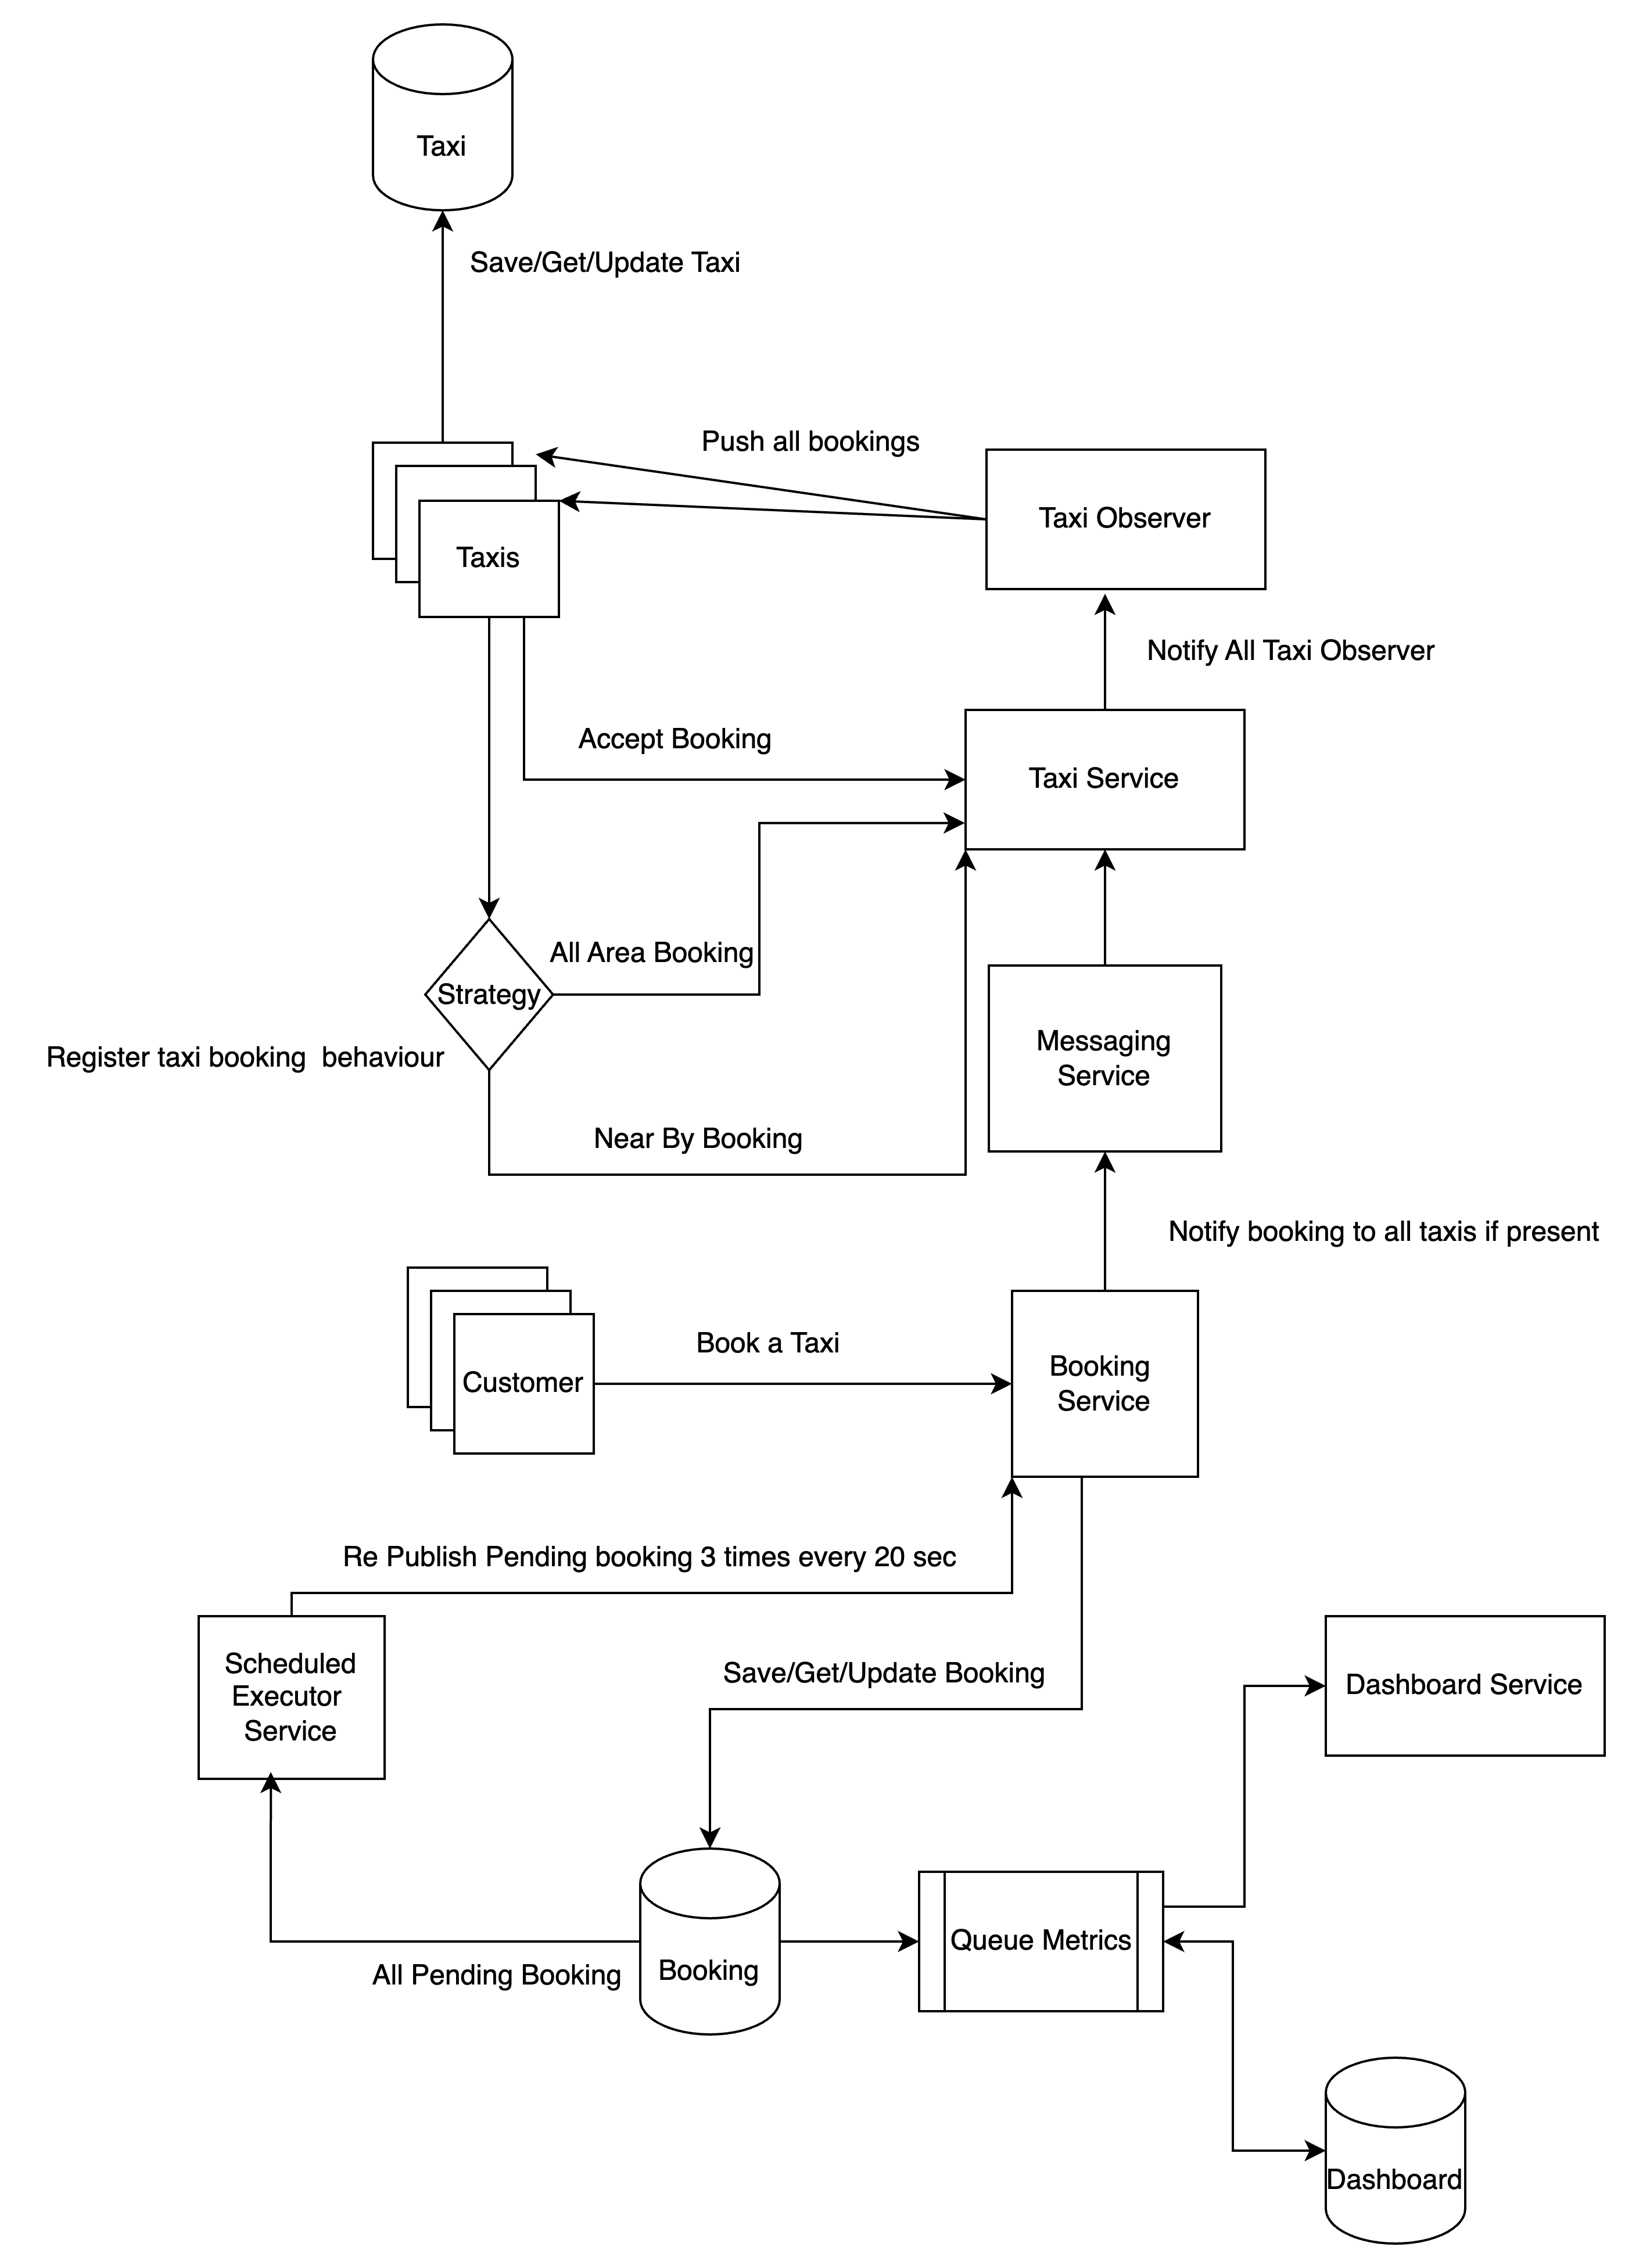 Taxi
Save/Get/Update Taxi
Push all bookings
Taxi Observer
Taxis
Notify All Taxi Observer
Accept Booking
Taxi Service
All Area Booking
Strategy
Messaging
Service
Register taxi booking  behaviour
Near By Booking
Notify booking to all taxis if present
Book a Taxi
Booking
Service
Customer
Re Publish Pending booking 3 times every 20 sec
Scheduled
Executor
Service
Save/Get/Update Booking
Dashboard Service
Queue Metrics
All Pending Booking
Booking
Dashboard